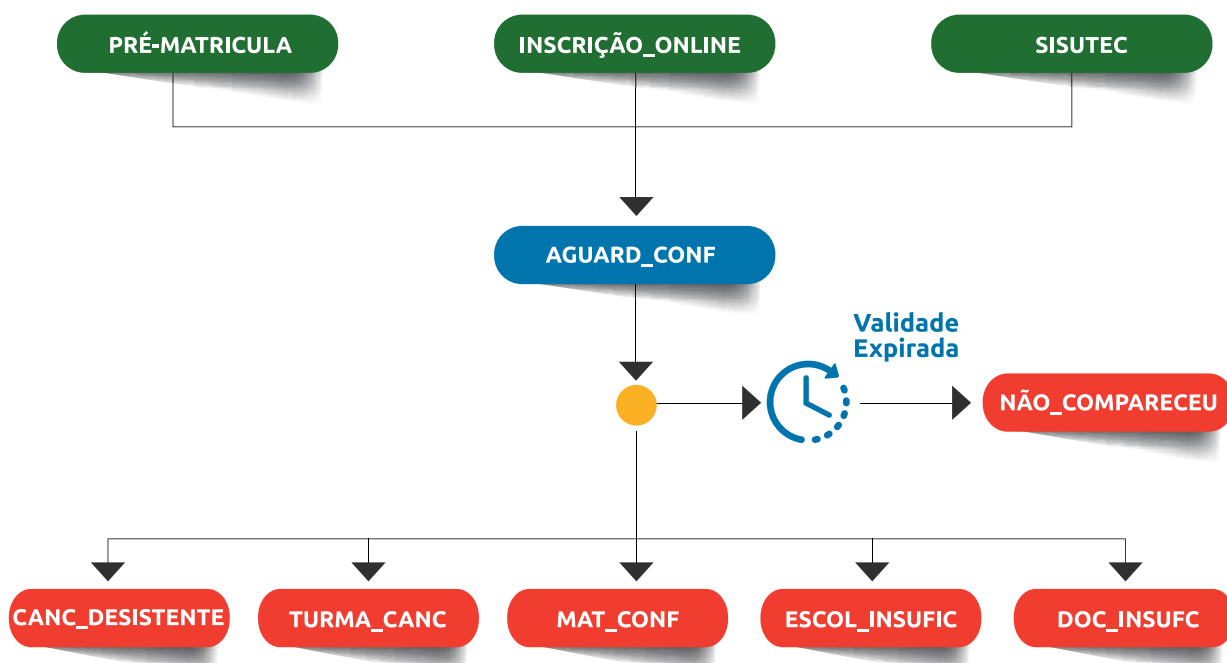 PRÉ-MATRICULA
INSCRIÇÃO_ONLINE
SISUTEC
AGUARD_CONF
Validade
Expirada
NÃO_COMPARECEU
CANC_DESISTENTE
TURMA_CANC
MAT_CONF
ESCOL_INSUFIC
DOC_INSUFC